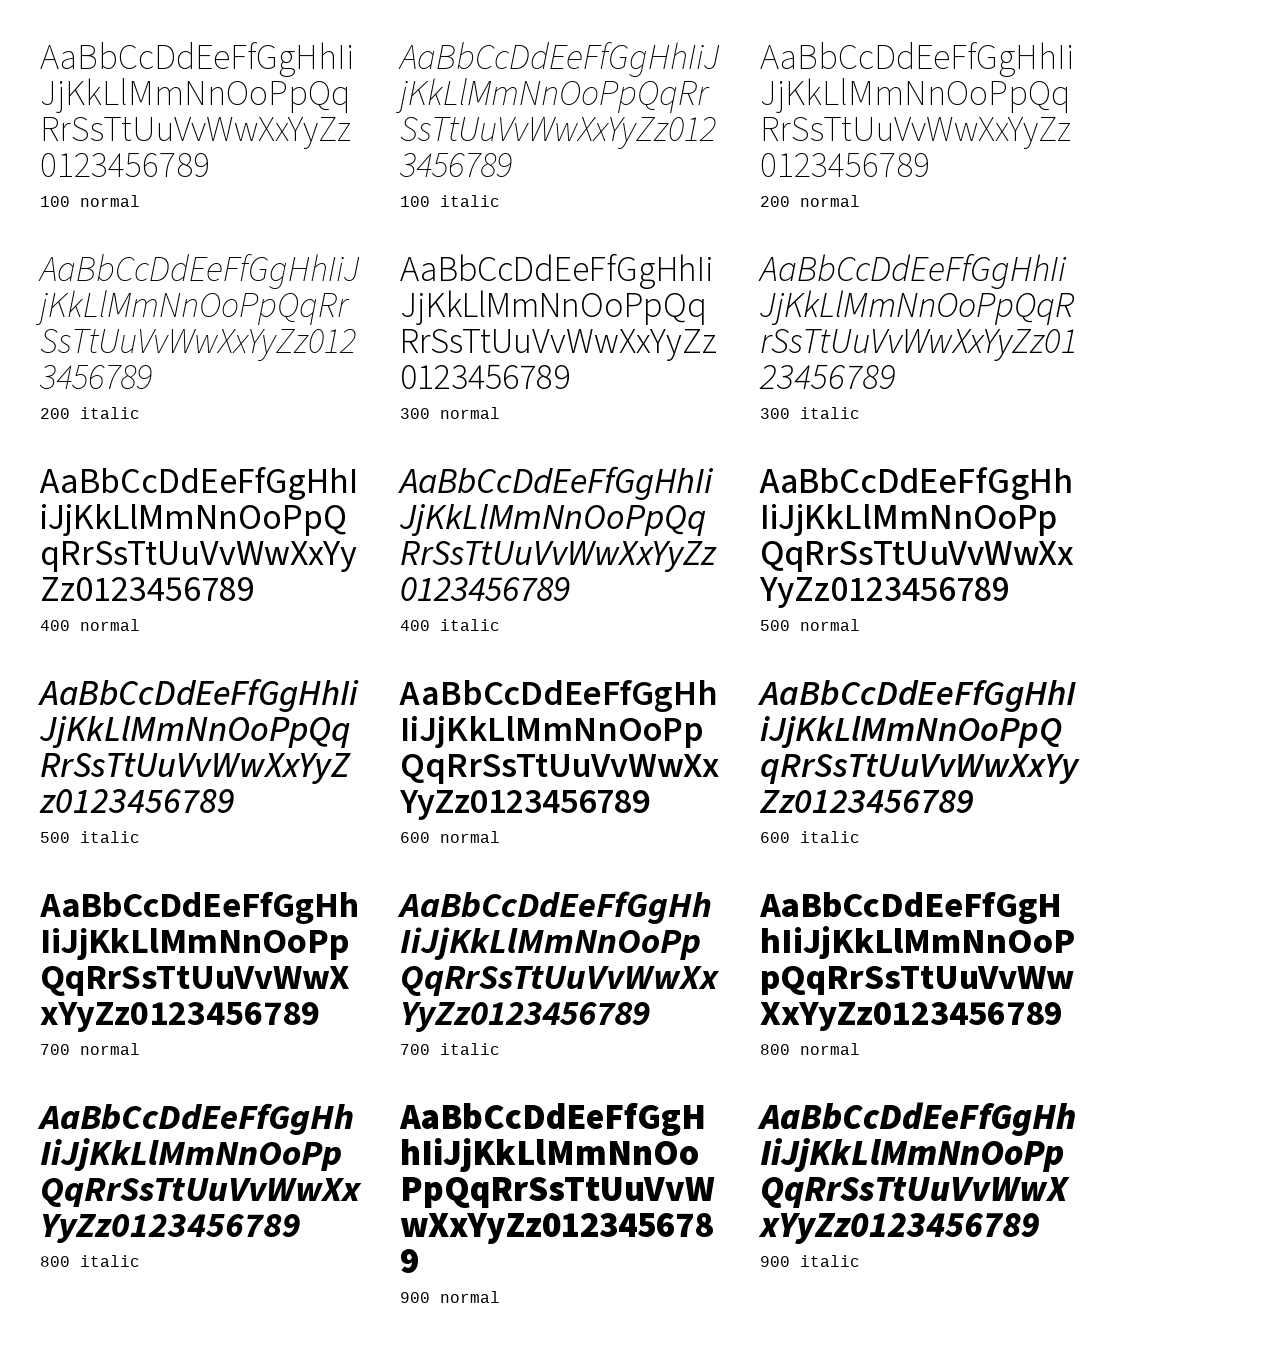 AaBbCcDdEeFfGgHhIi
JjKkLlMmNnOoPpQq
RrSsTtUuVvWwXxYyZz
0123456789
100 normal
AaBbCcDdEeFfGgHhIiJ
jKkLlMmNnOoPpQqRr
SsTtUuVvWwXxYyZz012
3456789
100 italic
AaBbCcDdEeFfGgHhIi
JjKkLlMmNnOoPpQq
RrSsTtUuVvWwXxYyZz
0123456789
200 normal
AaBbCcDdEeFfGgHhIiJ
jKkLlMmNnOoPpQqRr
SsTtUuVvWwXxYyZz012
3456789
200 italic
AaBbCcDdEeFfGgHhIi
JjKkLlMmNnOoPpQq
RrSsTtUuVvWwXxYyZz
0123456789
300 normal
AaBbCcDdEeFfGgHhIi
JjKkLlMmNnOoPpQqR
rSsTtUuVvWwXxYyZz01
23456789
300 italic
AaBbCcDdEeFfGgHhI
iJjKkLlMmNnOoPpQ
qRrSsTtUuVvWwXxYy
Zz0123456789
400 normal
AaBbCcDdEeFfGgHhIi
JjKkLlMmNnOoPpQq
RrSsTtUuVvWwXxYyZz
0123456789
400 italic
AaBbCcDdEeFfGgHh
IiJjKkLlMmNnOoPp
QqRrSsTtUuVvWwXx
YyZz0123456789
500 normal
AaBbCcDdEeFfGgHhIi
JjKkLlMmNnOoPpQq
RrSsTtUuVvWwXxYyZ
z0123456789
500 italic
AaBbCcDdEeFfGgHh
IiJjKkLlMmNnOoPp
QqRrSsTtUuVvWwXx
YyZz0123456789
600 normal
AaBbCcDdEeFfGgHhI
iJjKkLlMmNnOoPpQ
qRrSsTtUuVvWwXxYy
Zz0123456789
600 italic
AaBbCcDdEeFfGgHh
IiJjKkLlMmNnOoPp
QqRrSsTtUuVvWwX
xYyZz0123456789
700 normal
AaBbCcDdEeFfGgHh
IiJjKkLlMmNnOoPp
QqRrSsTtUuVvWwXx
YyZz0123456789
700 italic
AaBbCcDdEeFfGgH
hIiJjKkLlMmNnOoP
pQqRrSsTtUuVvWw
XxYyZz0123456789
800 normal
AaBbCcDdEeFfGgHh
IiJjKkLlMmNnOoPp
QqRrSsTtUuVvWwXx
YyZz0123456789
800 italic
AaBbCcDdEeFfGgH
hIiJjKkLlMmNnOo
PpQqRrSsTtUuVvW
wXxYyZz012345678
9
900 normal
AaBbCcDdEeFfGgHh
IiJjKkLlMmNnOoPp
QqRrSsTtUuVvWwX
xYyZz0123456789
900 italic